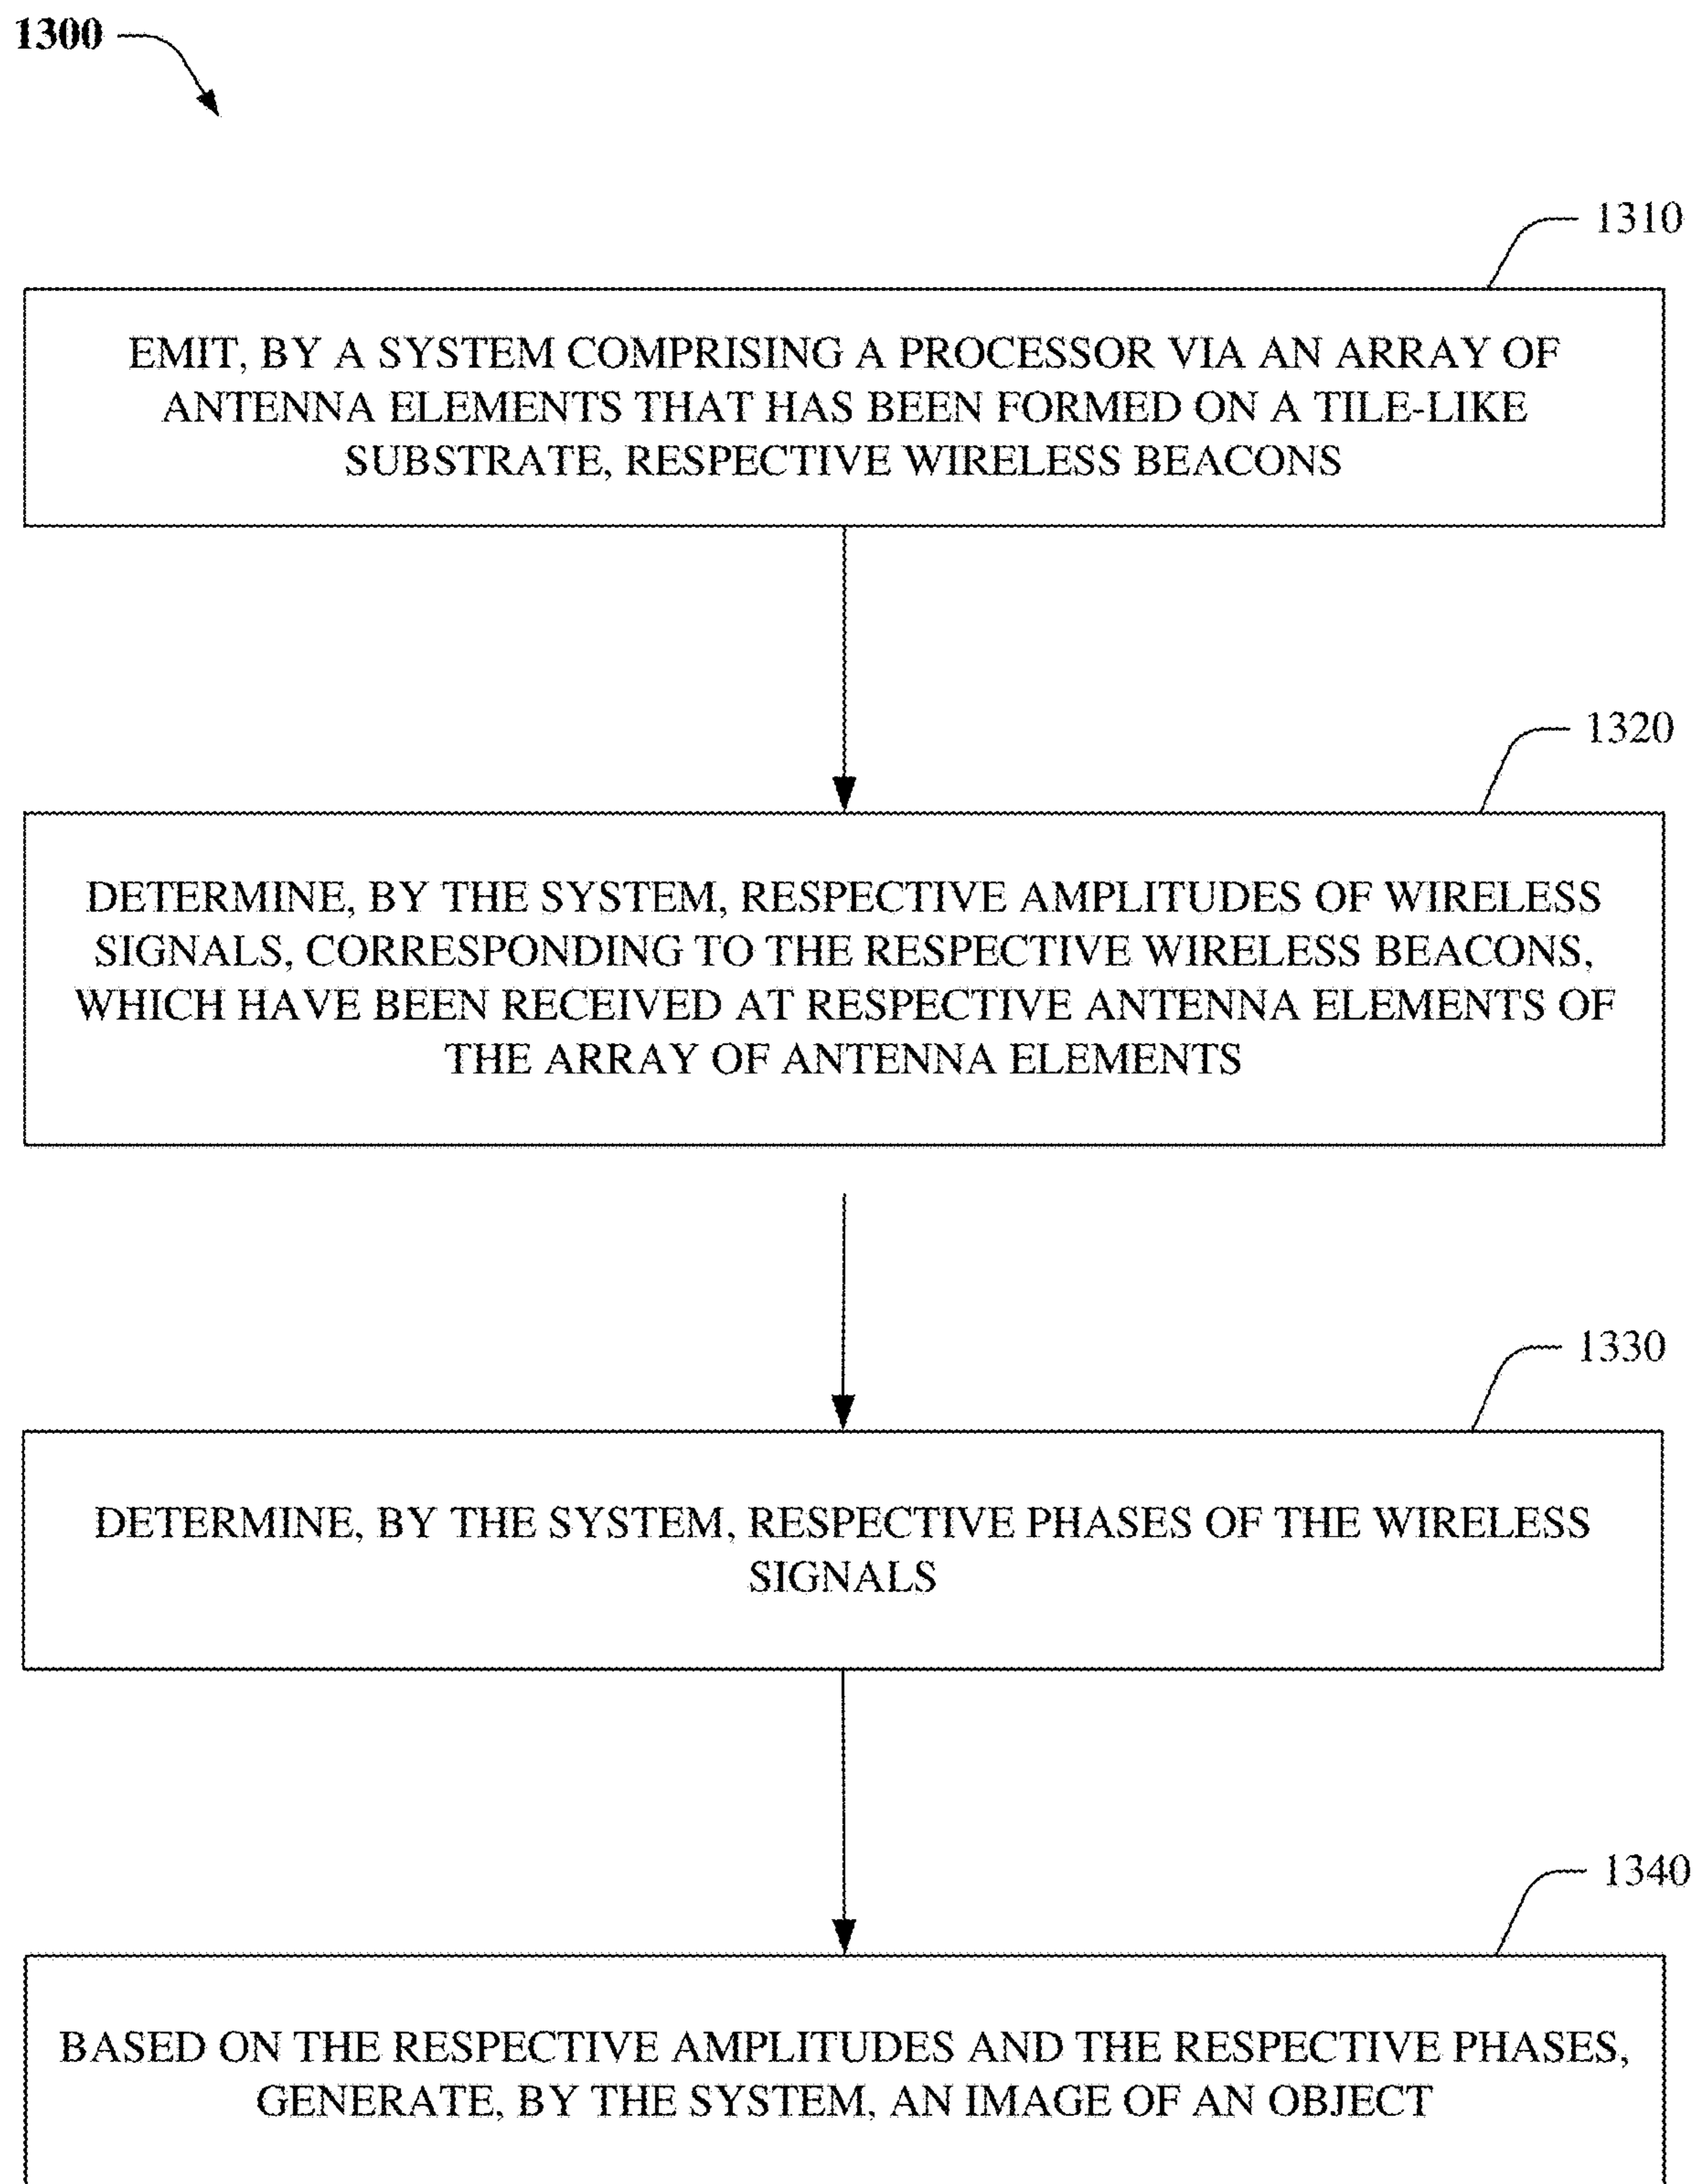 1300
1310
EMIT, BY A SYSTEM COMPRISING A PROCESSOR VIA AN ARRAY OF
ANTENNA ELEMENTS THAT HAS BEEN FORMED ON A TILE-LIKE
SUBSTRATE, RESPECTIVE WIRELESS BEACONS
1320
DETERMINE, BY THE SYSTEM, RESPECTIVE AMPLITUDES OF WIRELESS
SIGNALS, CORRESPONDING TO THE RESPECTIVE WIRELESS BEACONS,
WHICH HAVE BEEN RECEIVED AT RESPECTIVE ANTENNA ELEMENTS OF
THE ARRAY OF ANTENNA ELEMENTS
1330
DETERMINE, BY THE SYSTEM, RESPECTIVE PHASES OF THE WIRELESS
SIGNALS
1340
BASED ON THE RESPECTIVE AMPLITUDES AND THE RESPECTIVE PHASES,
GENERATE, BY THE SYSTEM, AN IMAGE OF AN OBJECT